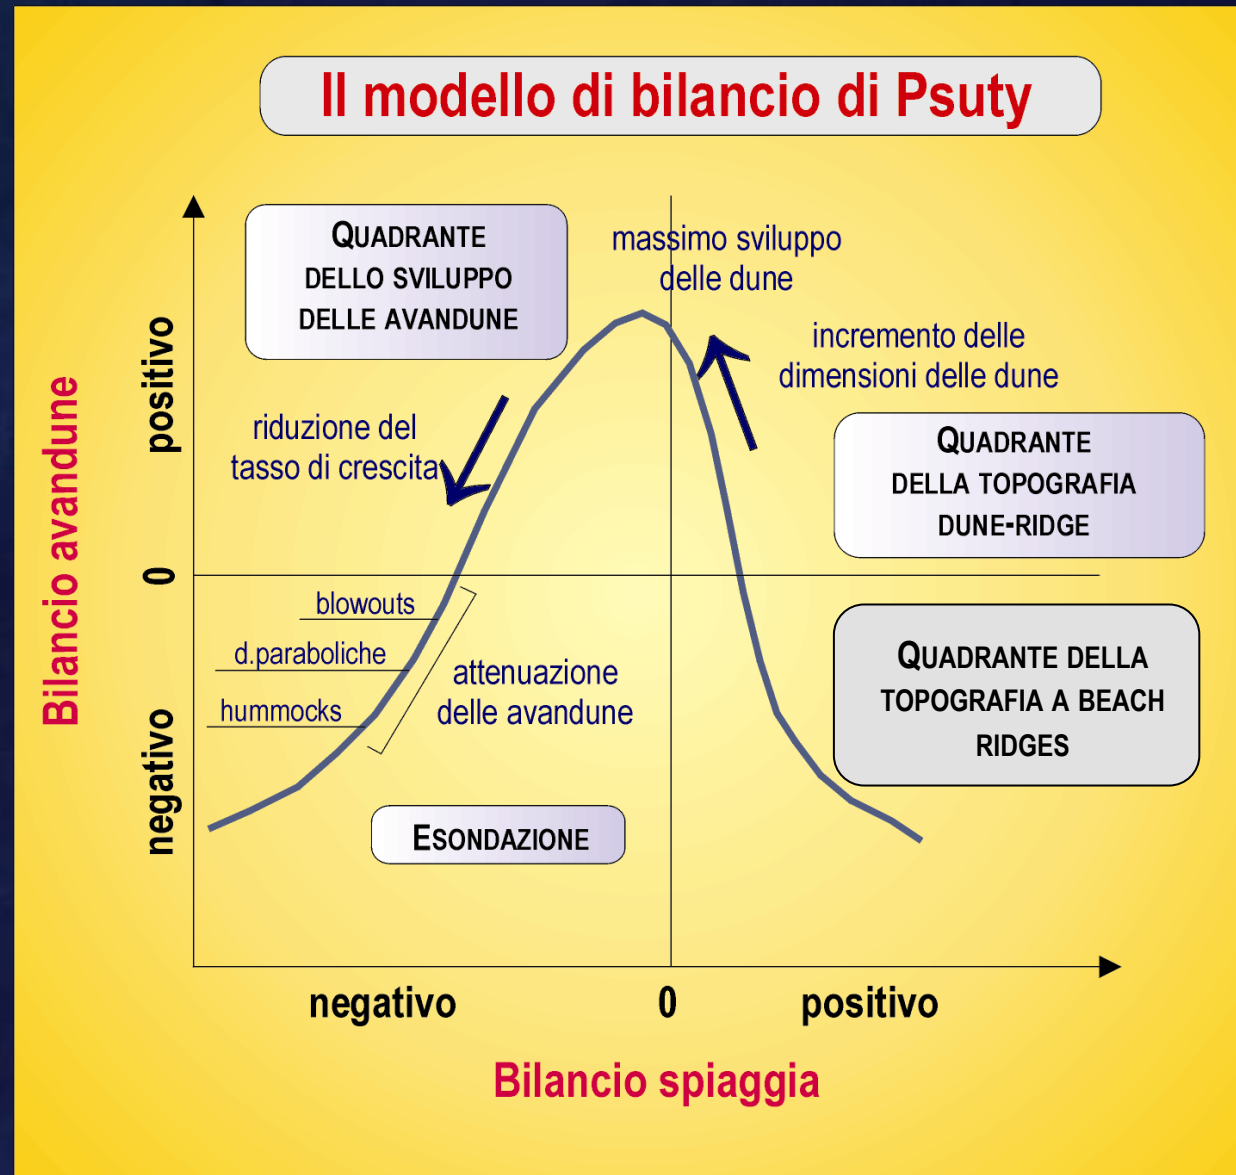 Il modello di bilancio di Psuty
QUADRANTE
DELLO SVILUPPO
DELLE AVANDUNE
massimo sviluppo
delle dune
incremento delle
dimensioni delle dune
riduzione del
tasso di crescita
QUADRANTE
DELLA TOPOGRAFIA
DUNE-RIDGE
Bilancio avandune
positivo
0
negativo
blowouts
d.paraboliche
hummocks
attenuazione
delle avandune
QUADRANTE DELLA
TOPOGRAFIA A BEACH
RIDGES
ESONDAZIONE
negativo
0
positivo
Bilancio spiaggia